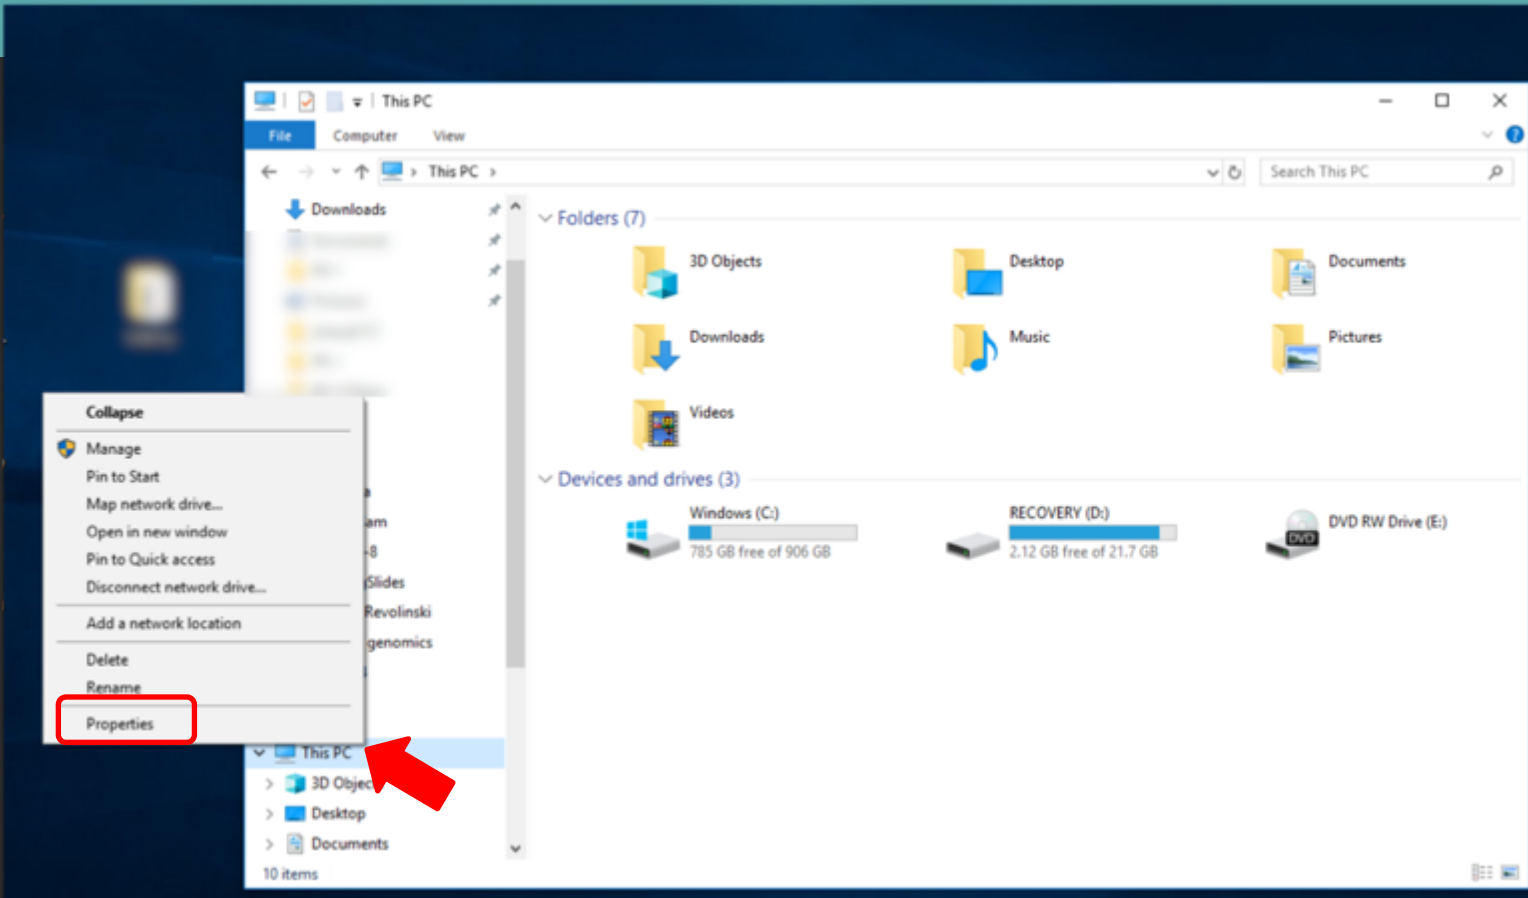 This PC
File Computer View
This PC
Search This PC
Downloads
Folders (7)
3D Objects
Desktop
Documents
Downloads
Music
Pictures
Videos
Devices and drives (3)
Windows (C:)
785 GB free of 906 GB
RECOVERY (D:)
2.12 GB free of 21.7 GB
DVD RW Drive (E:)
DVD
Collapse
Manage
Pin to Start
Map network drive...
Open in new window
Pin to Quick access
Disconnect network drive...
Add a network location
Delete
Rename
Properties
a
am
-8
Slides
Revolinski
genomics
This PC
3D Objec
Desktop
Documents
10 items